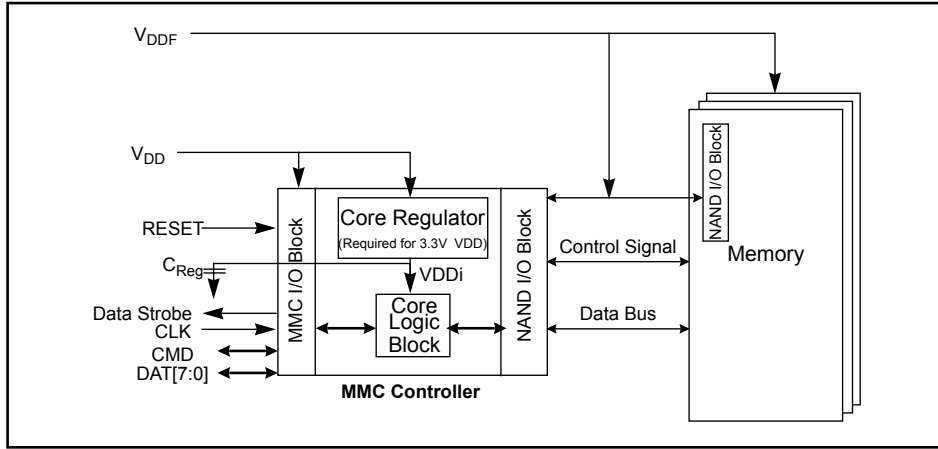 VDDF
VDD
NAND I/O Block
Core Regulator
(Required for 3.3V VDD)
RESET
MMC I/O Block
NAND I/O Block
Control Signal
Memory
CReg
VDDi
Data Strobe
Core
Logic
Block
Data Bus
CLK
CMD
DAT[7:0]
MMC Controller